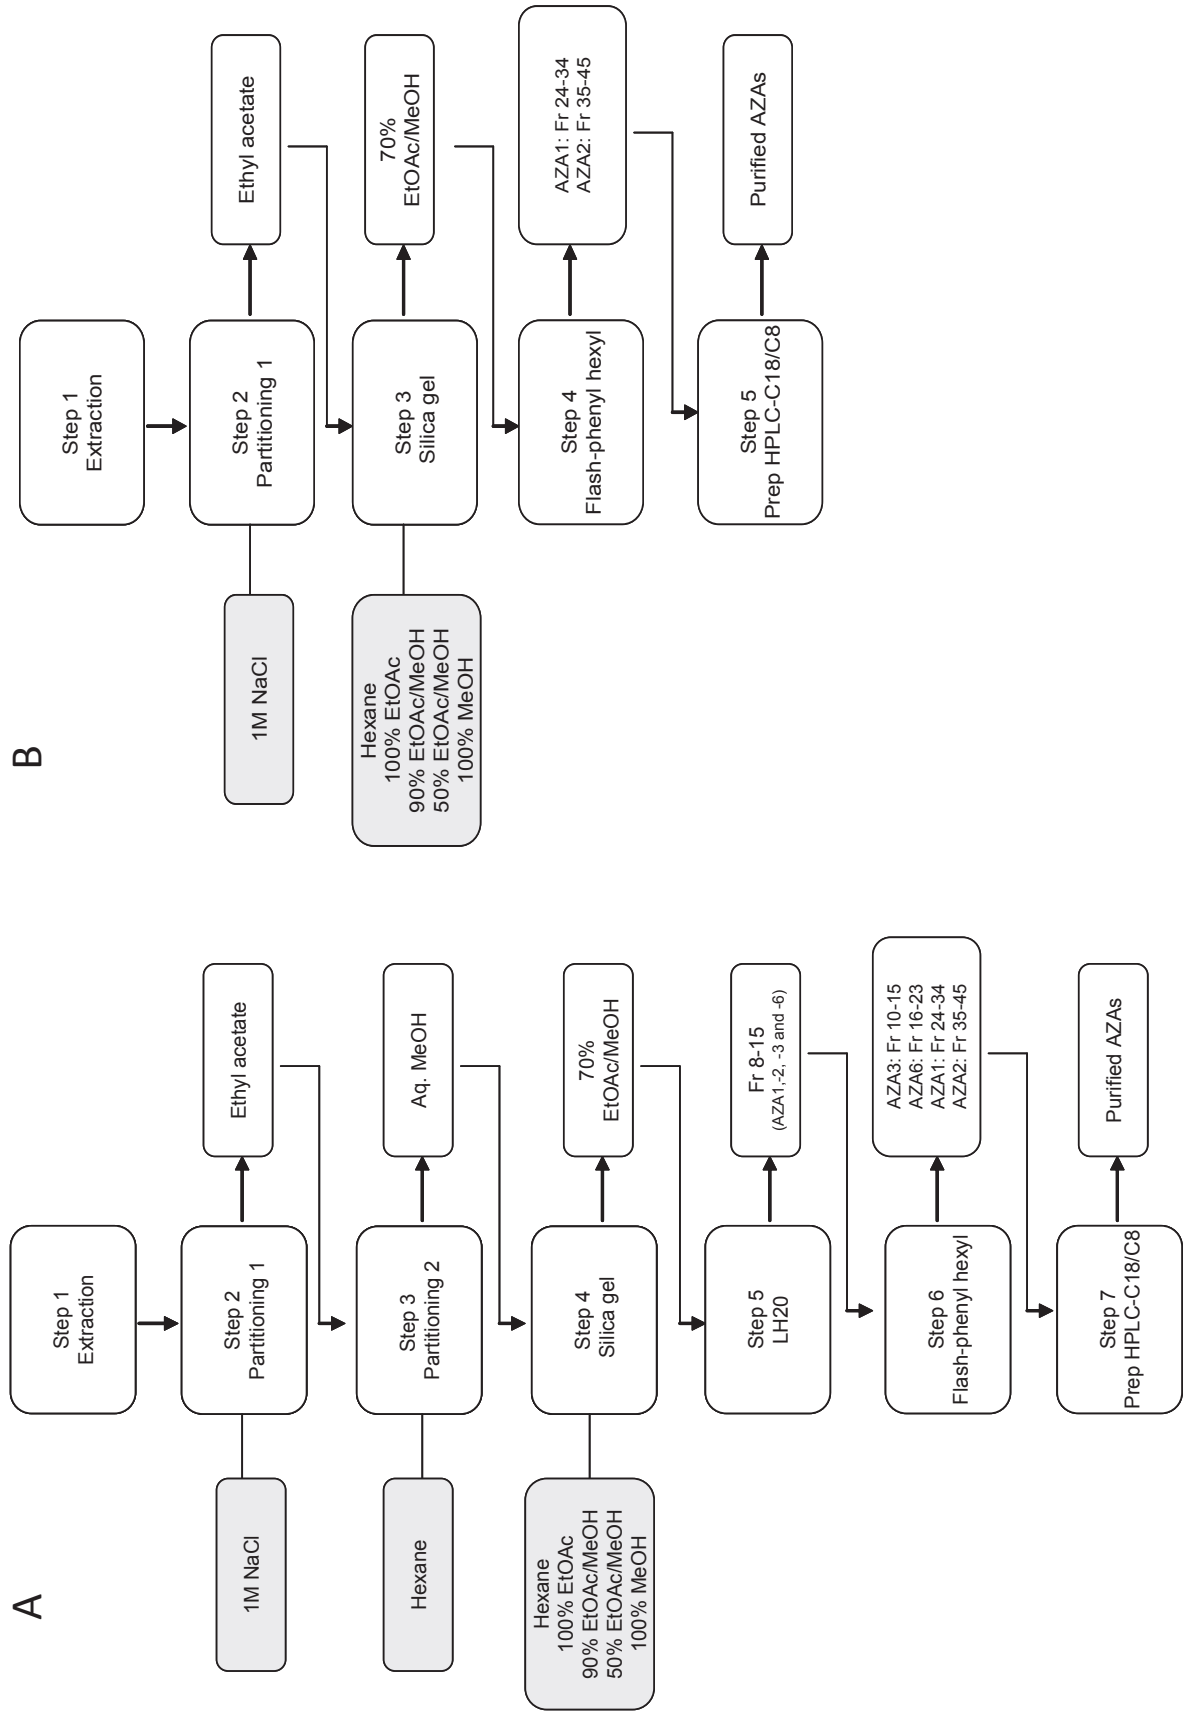 A
Step 1
Extraction
1M NaCl
Step 2
Partitioning 1
Ethyl acetate
Hexane
Step 3
Partitioning 2
Aq. MeOH
Hexane
100% EtOAc
90% EtOAc/MeOH
50% EtOAc/MeOH
100% MeOH
Step 4
Silica gel
70%
EtOAc/MeOH
Step 5
LH20
Fr 8-15
(AZA1,-2, -3 and -6)
Step 6
Flash-phenyl hexyl
AZA3: Fr 10-15
AZA6: Fr 16-23
AZA1: Fr 24-34
AZA2: Fr 35-45
Step 7
Prep HPLC-C18/C8
Purified AZAs
B
Step 1
Extraction
1M NaCl
Step 2
Partitioning 1
Ethyl acetate
Hexane
100% EtOAc
90% EtOAc/MeOH
50% EtOAc/MeOH
100% MeOH
Step 3
Silica gel
70%
EtOAc/MeOH
Step 4
Flash-phenyl hexyl
AZA1: Fr 24-34
AZA2: Fr 35-45
Step 5
Prep HPLC-C18/C8
Purified AZAs